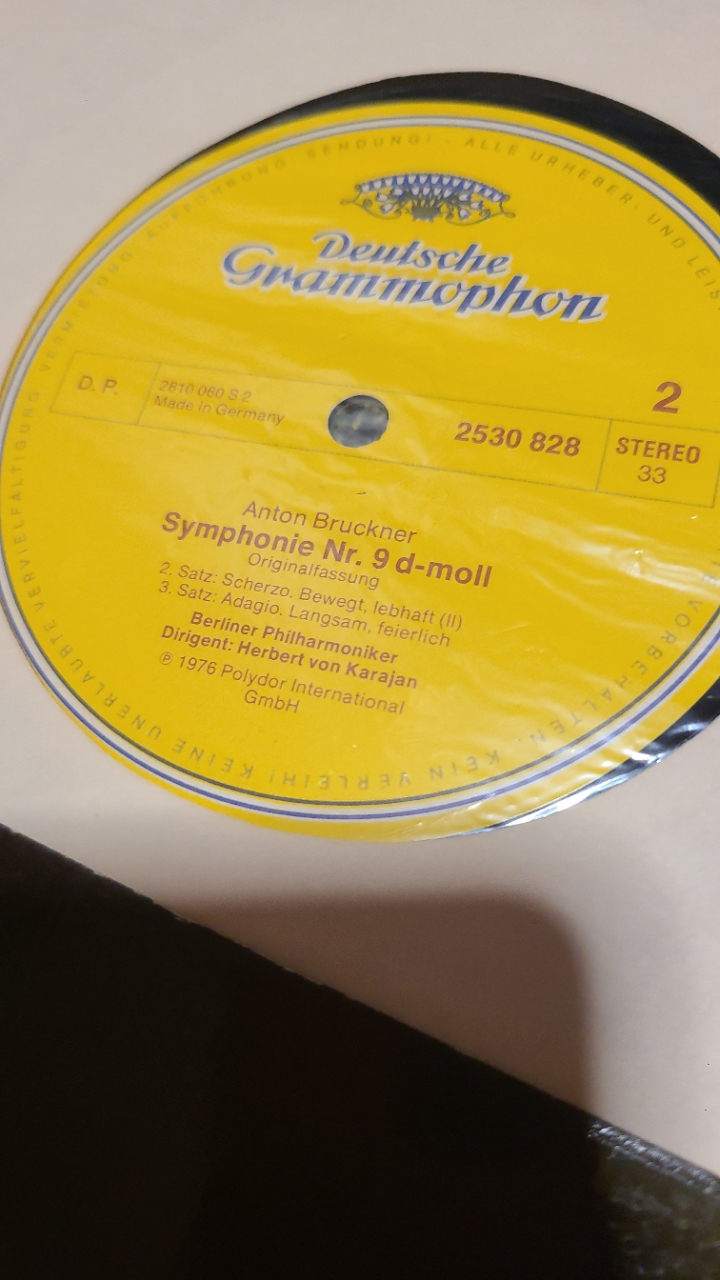 ALLE URHEBER- UND LEIS
VORBEHALTEN. KEIN VERLEIH! KEINE UNERLAUBTE VERVIELFÄLTIGUNG VERMIETUNG AUFFÜHRUNG SENDUNG!
Deutsche
Grammophon
2
D. P.
2810 060 S 2
Made in Germany
2530 828
STEREO
33
Anton Bruckner
Symphonie Nr. 9 d-moll
Originalfassung
2. Satz: Scherzo. Bewegt, lebhaft (II)
3. Satz: Adagio. Langsam, feierlich
Berliner Philharmoniker
Dirigent: Herbert von Karajan
℗ 1976 Polydor International
GmbH